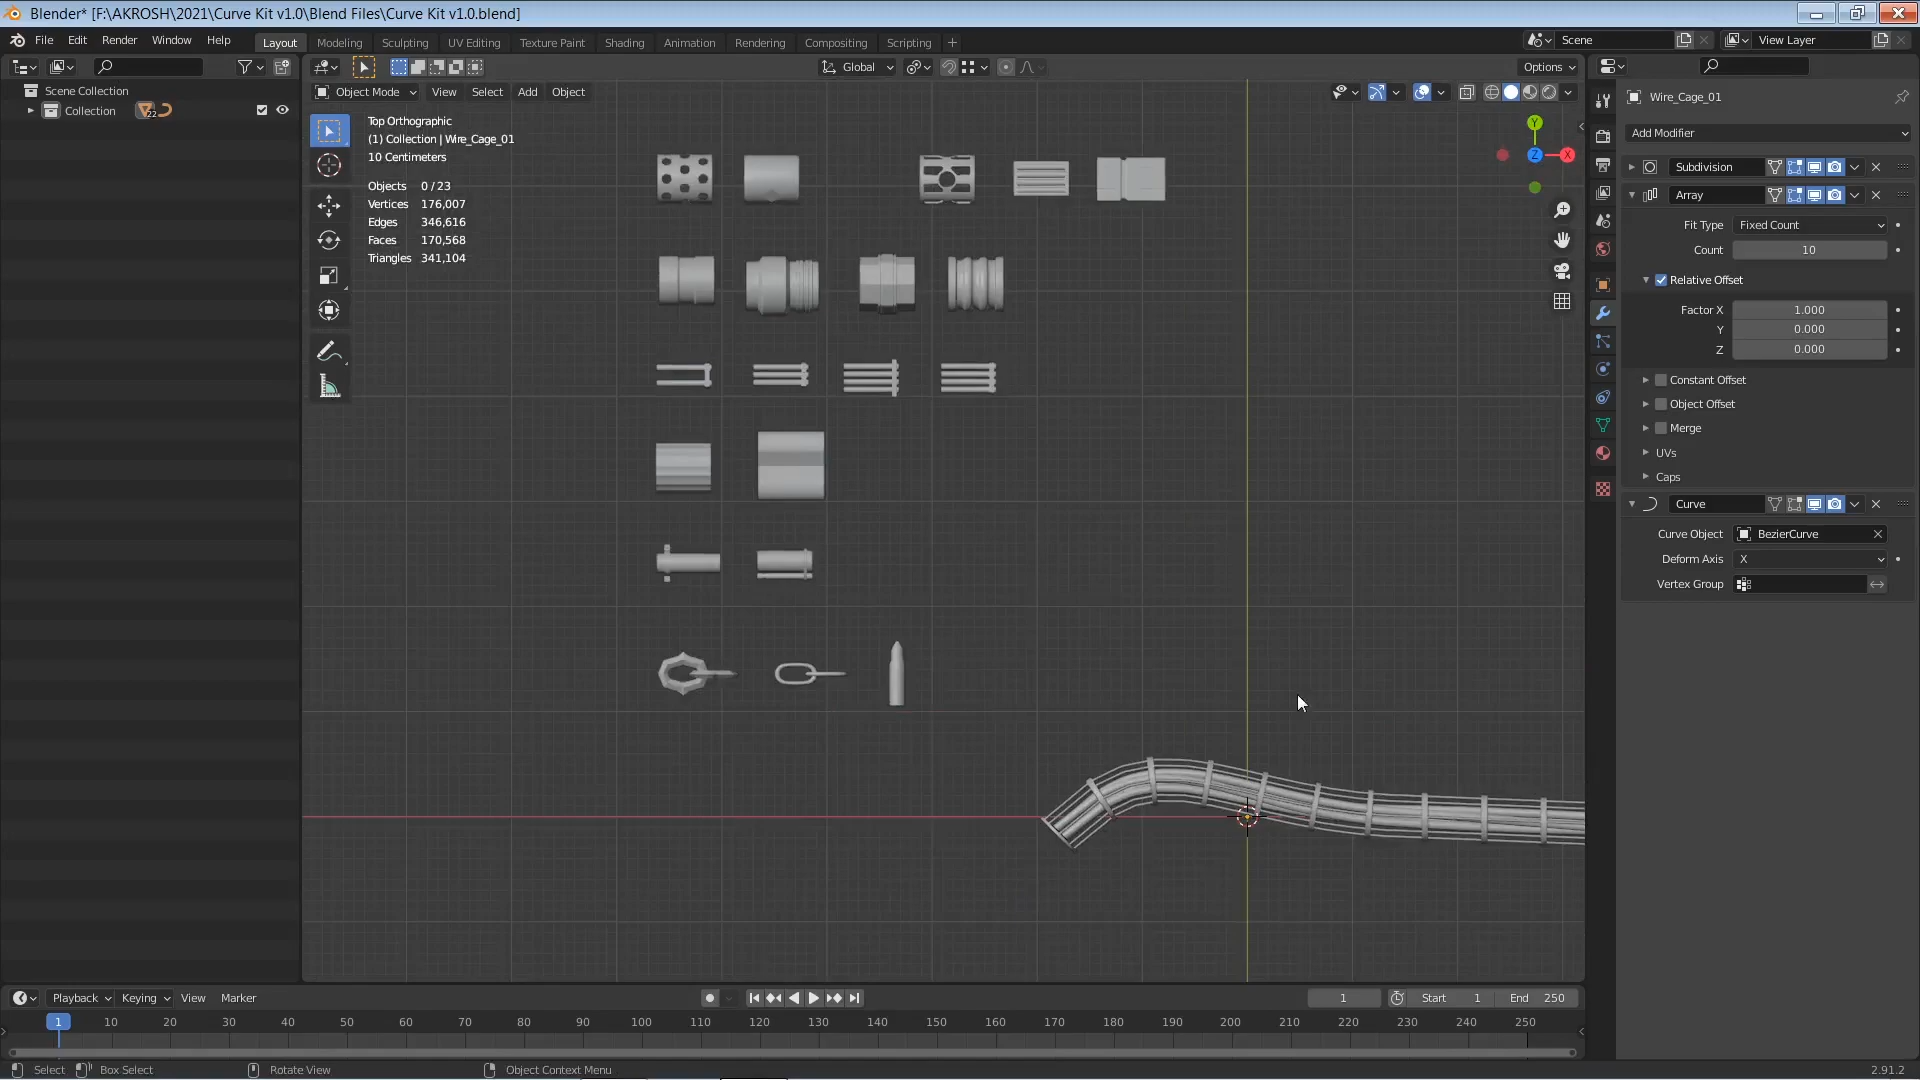 Blender* [F:\AKROSH\2021\Curve Kit v1.0\Blend Files\Curve Kit v1.0.blend]
File Edit Render Window Help Layout Modeling Sculpting UV Editing Texture Paint Shading Animation Rendering Compositing Scripting + Scene View Layer
Global Options
Object Mode View Select Add Object
Scene Collection
Collection 22
Top Orthographic
(1) Collection | Wire_Cage_01
10 Centimeters
Objects 0 / 23
Vertices 176,007
Edges 346,616
Faces 170,568
Triangles 341,104
Y
Z X
Wire_Cage_01
Add Modifier
Subdivision
Array
Fit Type Fixed Count
Count 10
Relative Offset
Factor X 1.000
Y 0.000
Z 0.000
Constant Offset
Object Offset
Merge
UVs
Caps
Curve
Curve Object BezierCurve
Deform Axis X
Vertex Group
Playback Keying View Marker 1 Start 1 End 250
1 10 20 30 40 50 60 70 80 90 100 110 120 130 140 150 160 170 180 190 200 210 220 230 240 250
Select Box Select Rotate View Object Context Menu 2.91.2